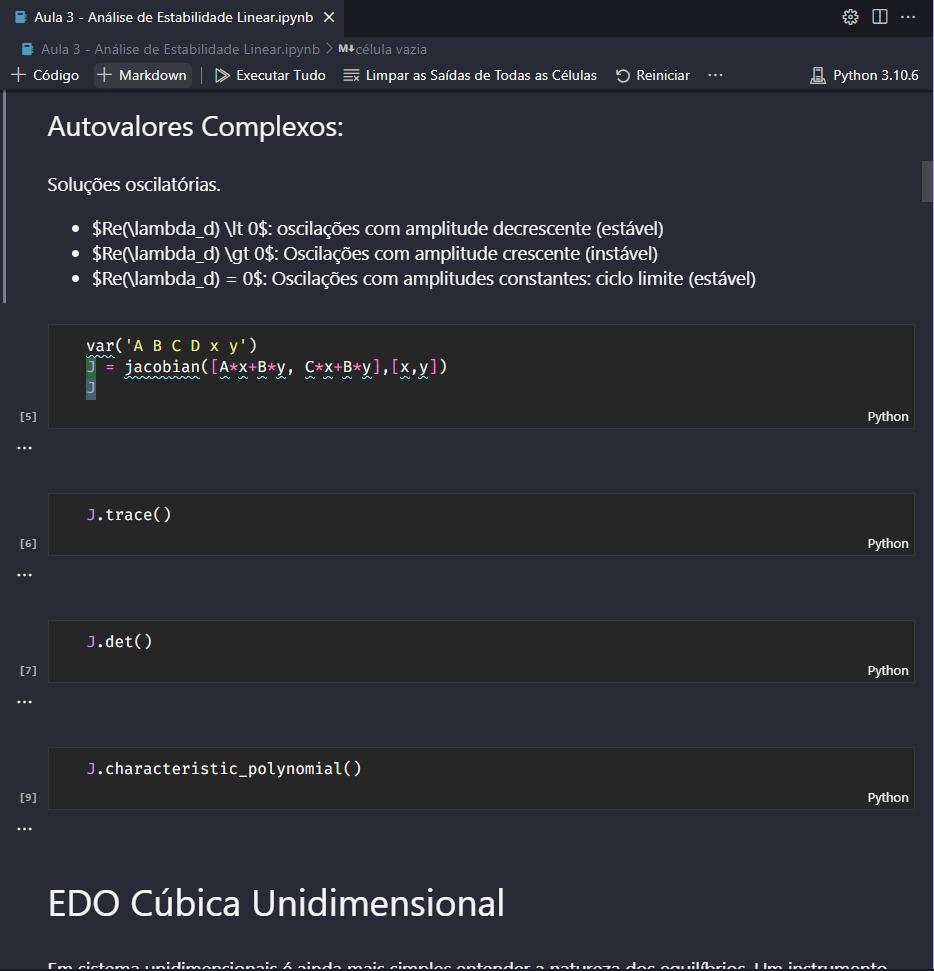 Aula 3 - Análise de Estabilidade Linear.ipynb
Aula 3 - Análise de Estabilidade Linear.ipynb > M↓célula vazia
+ Código + Markdown | Executar Tudo Limpar as Saídas de Todas as Células Reiniciar ... Python 3.10.6
Autovalores Complexos:
Soluções oscilatórias.
• $Re(\lambda_d) \lt 0$: oscilações com amplitude decrescente (estável)
• $Re(\lambda_d) \gt 0$: Oscilações com amplitude crescente (instável)
• $Re(\lambda_d) = 0$: Oscilações com amplitudes constantes: ciclo limite (estável)
var('A B C D x y')
J = jacobian([A*x+B*y, C*x+B*y],[x,y])
J
[5] Python
...
J.trace()
[6] Python
...
J.det()
[7] Python
...
J.characteristic_polynomial()
[9] Python
...
EDO Cúbica Unidimensional
Em sistema unidimensionais é ainda mais simples entender a natureza dos equilíbrios. Um instrumento